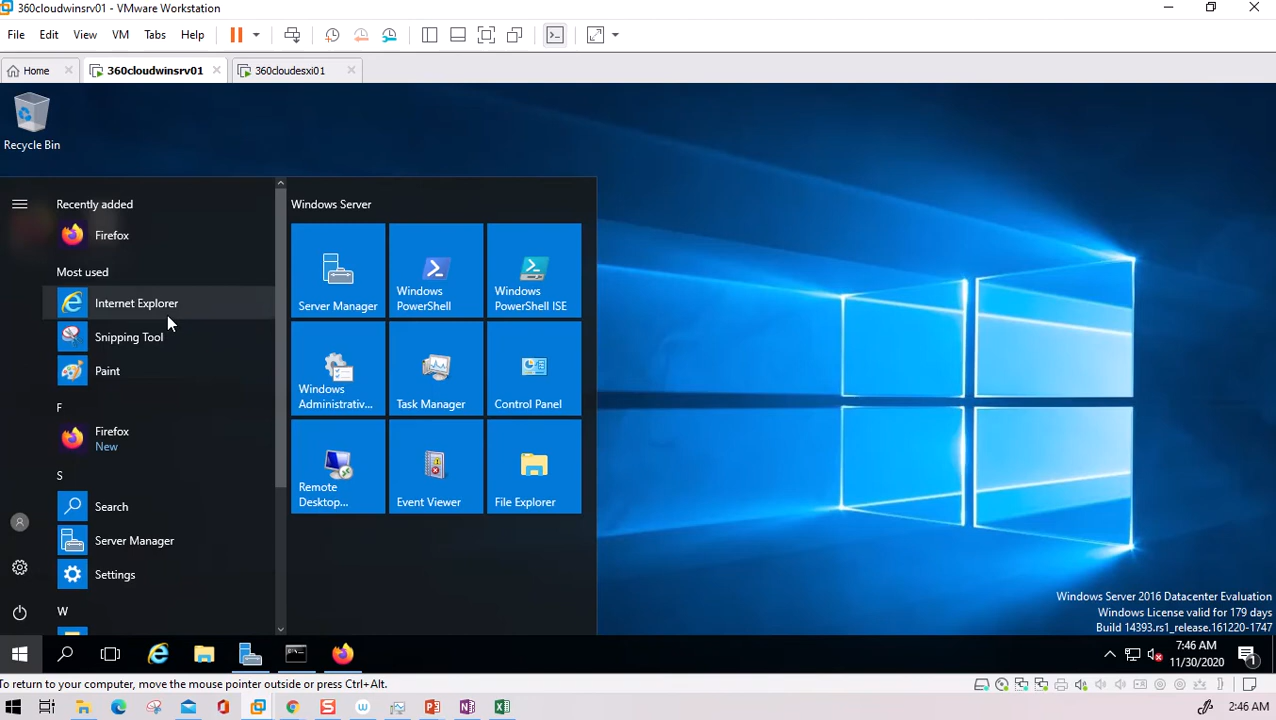 360cloudwinsrv01 - VMware Workstation
File Edit View VM Tabs Help
Home 360cloudwinsrv01 360cloudesxi01
Recycle Bin
Recently added
Firefox
Most used
Internet Explorer
Snipping Tool
Paint
F
Firefox
New
S
Search
Server Manager
Settings
W
Windows Server
Server Manager
Windows
PowerShell
Windows
PowerShell ISE
Windows
Administrativ...
Task Manager
Control Panel
Remote
Desktop...
Event Viewer
File Explorer
Windows Server 2016 Datacenter Evaluation
Windows License valid for 179 days
Build 14393.rs1_release.161220-1747
7:46 AM
11/30/2020
1
To return to your computer, move the mouse pointer outside or press Ctrl+Alt.
2:46 AM